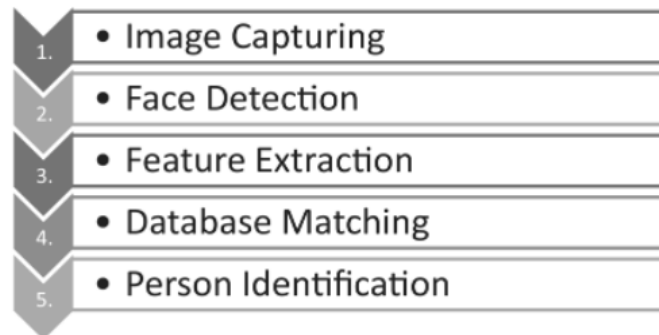 1. • Image Capturing
2. • Face Detection
3. • Feature Extraction
4. • Database Matching
5. • Person Identification